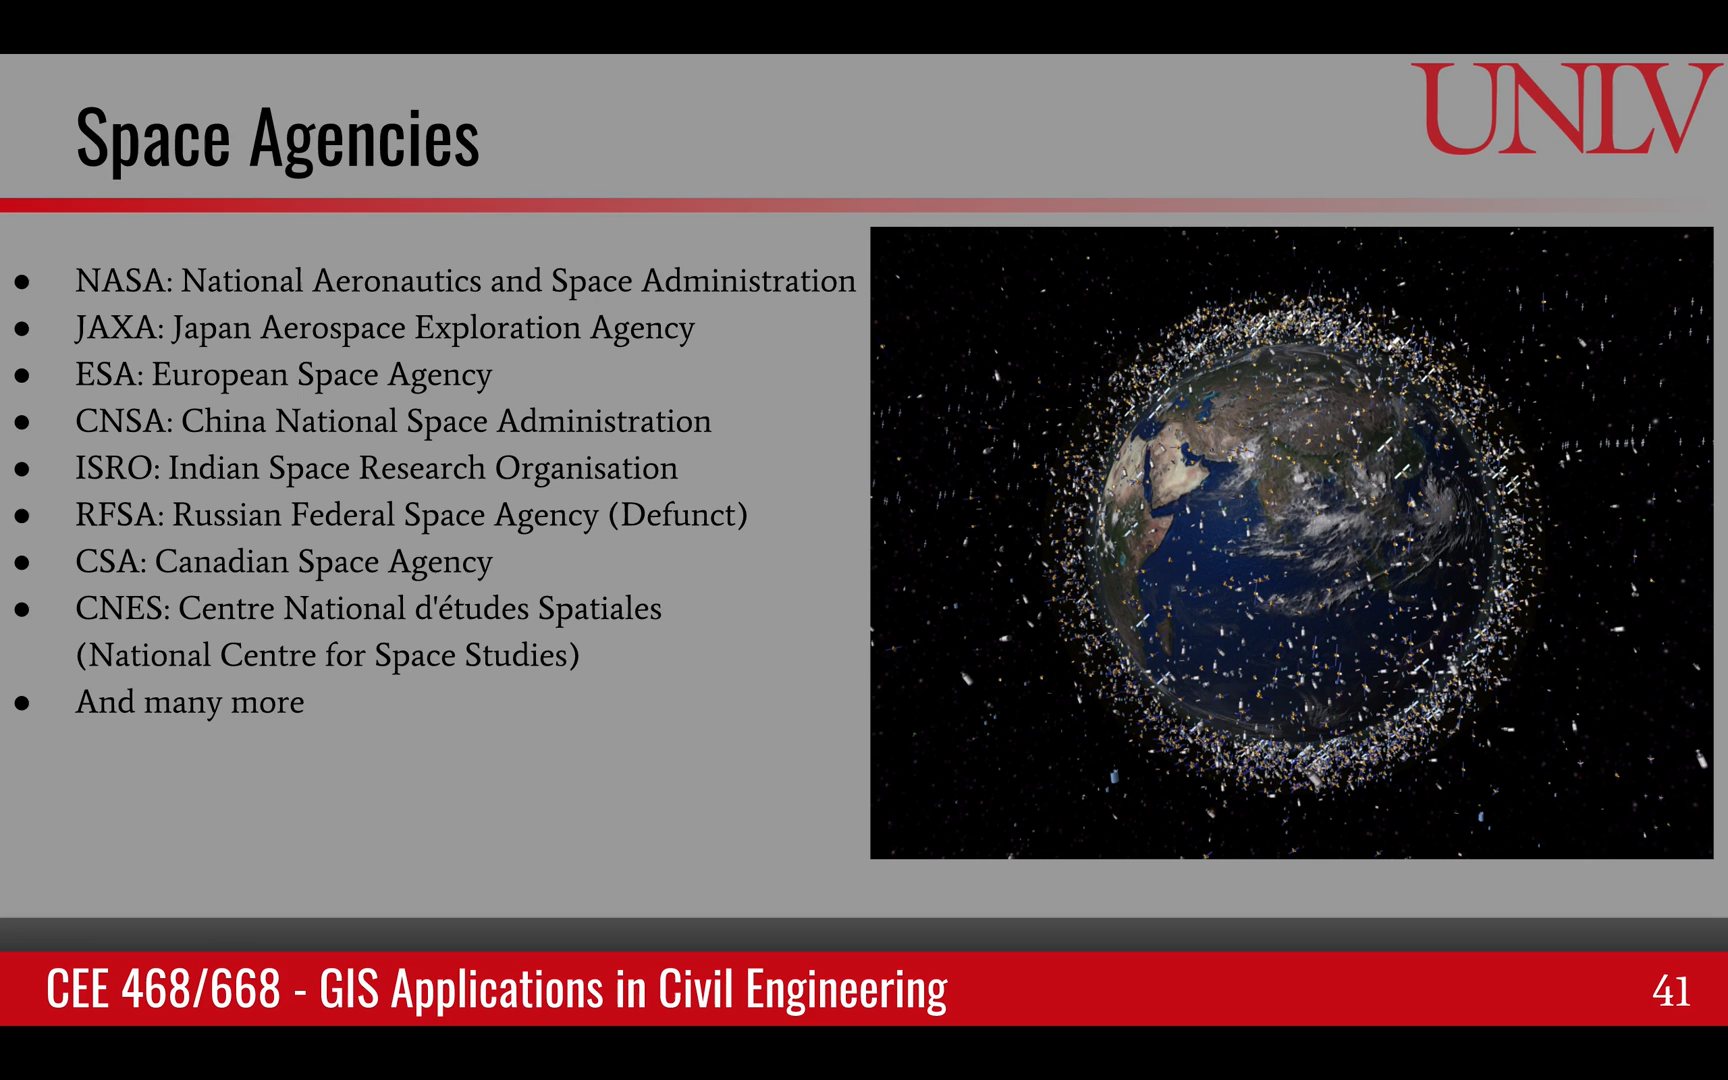 UNLV
Space Agencies
● NASA: National Aeronautics and Space Administration
● JAXA: Japan Aerospace Exploration Agency
● ESA: European Space Agency
● CNSA: China National Space Administration
● ISRO: Indian Space Research Organisation
● RFSA: Russian Federal Space Agency (Defunct)
● CSA: Canadian Space Agency
● CNES: Centre National d'études Spatiales
(National Centre for Space Studies)
● And many more
CEE 468/668 - GIS Applications in Civil Engineering
41